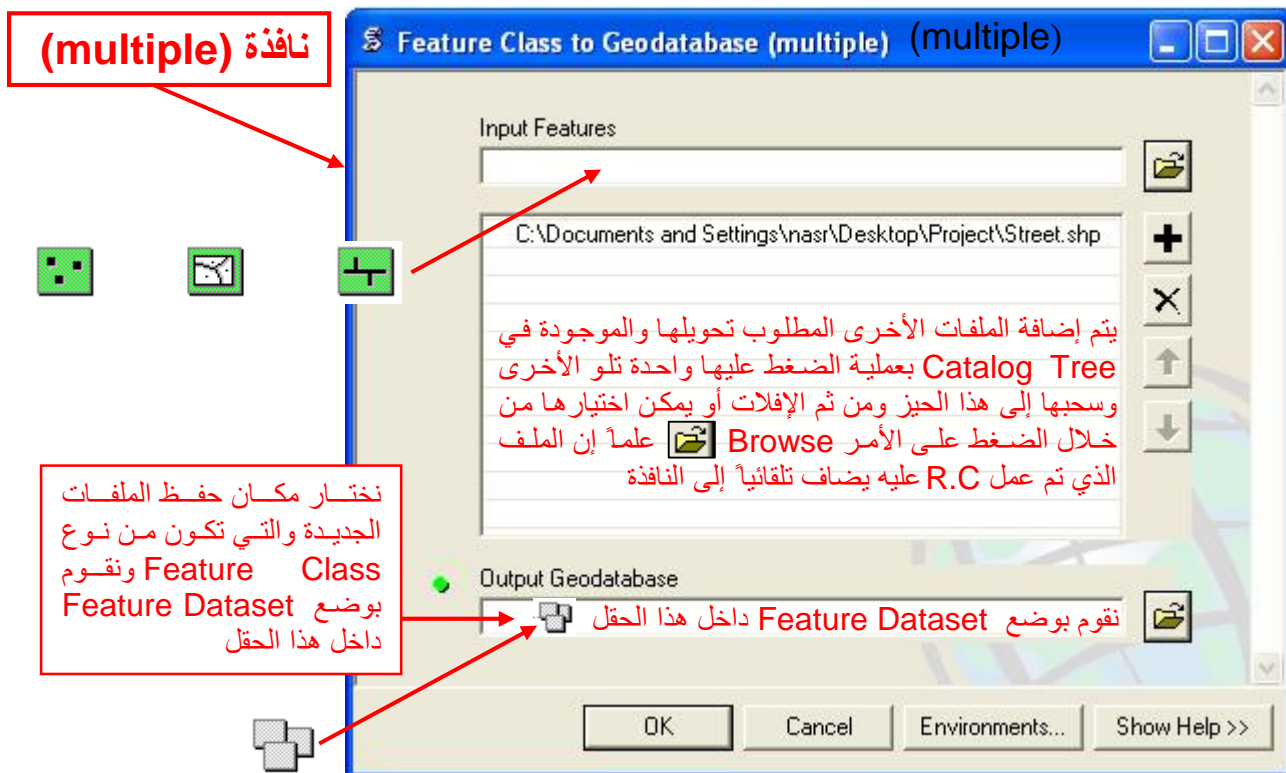 نافذة (multiple)
Feature Class to Geodatabase (multiple) (multiple)
Input Features
C:\Documents and Settings\nasr\Desktop\Project\Street.shp
يتم إضافة الملفات الأخرى المطلوب تحويلها والموجودة في
Catalog Tree بعملية الضغط عليها واحدة تلو الأخرى
وسحبها إلى هذا الحيز ومن ثم الإفلات أو يمكن اختيارها من
خلال الضغط على الأمر Browse علماً إن الملف
الذي تم عمل R.C عليه يضاف تلقائياً إلى النافذة
نختار مكان حفظ الملفات
الجديدة والتي تكون من نوع
Feature Class ونقوم
بوضع Feature Dataset
داخل هذا الحقل
Output Geodatabase
نقوم بوضع Feature Dataset داخل هذا الحقل
OK
Cancel
Environments...
Show Help >>